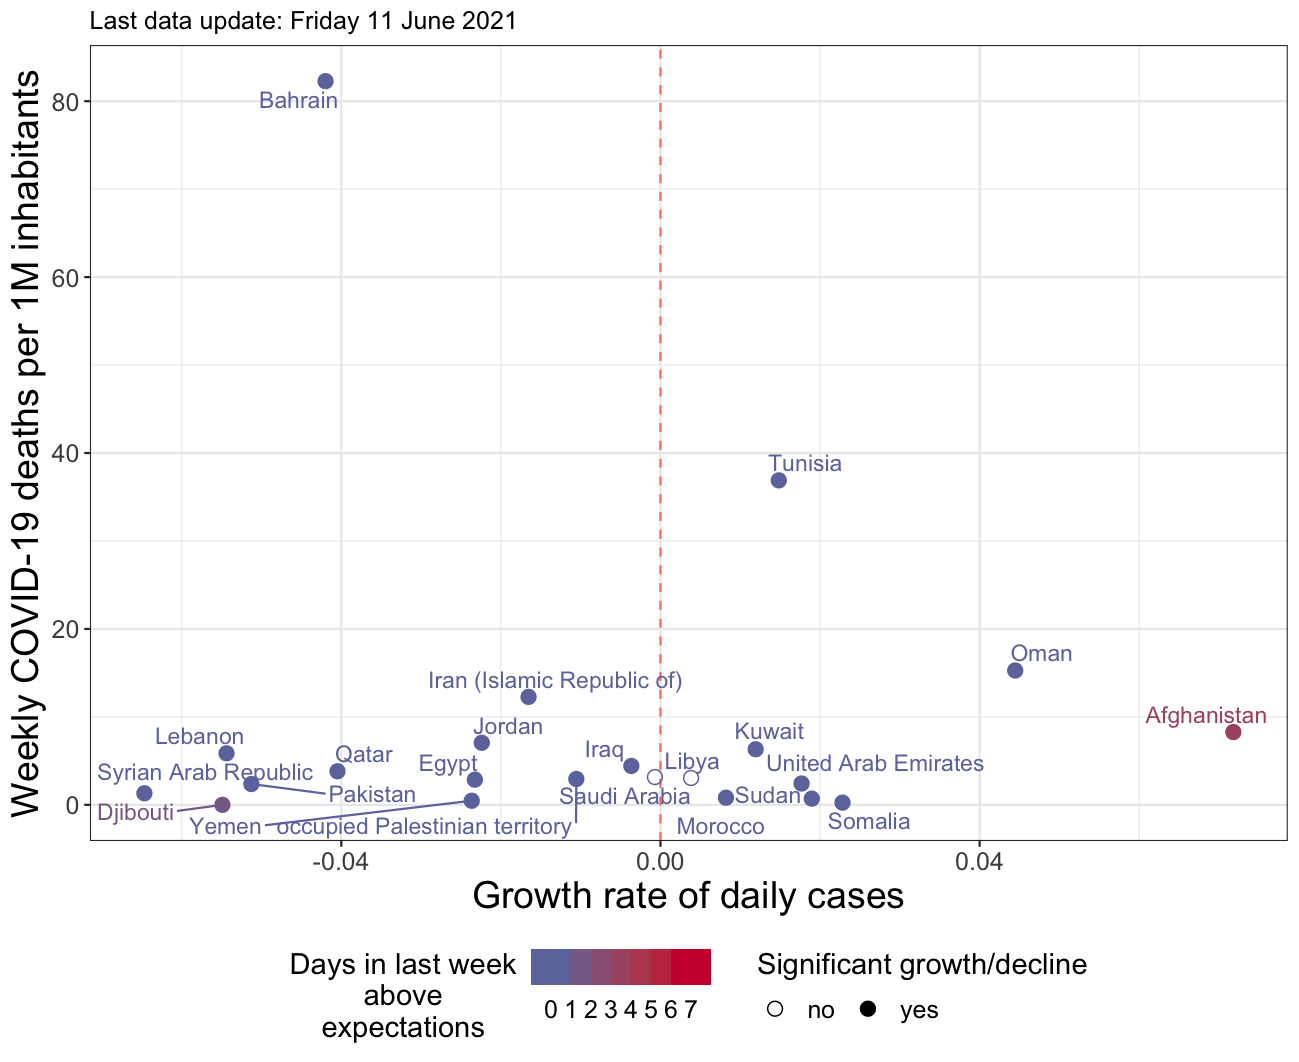 Last data update: Friday 11 June 2021
Weekly COVID-19 deaths per 1M inhabitants
80
60
40
20
0
Bahrain
Tunisia
Oman
Iran (Islamic Republic of)
Afghanistan
Jordan
Kuwait
Lebanon
Iraq
Qatar
Libya
Egypt
United Arab Emirates
Syrian Arab Republic
Pakistan
Saudi Arabia
Sudan
Djibouti
Yemen
occupied Palestinian territory
Morocco
Somalia
-0.04
0.00
0.04
Growth rate of daily cases
Days in last week
above
expectations
0 1 2 3 4 5 6 7
Significant growth/decline
no
yes